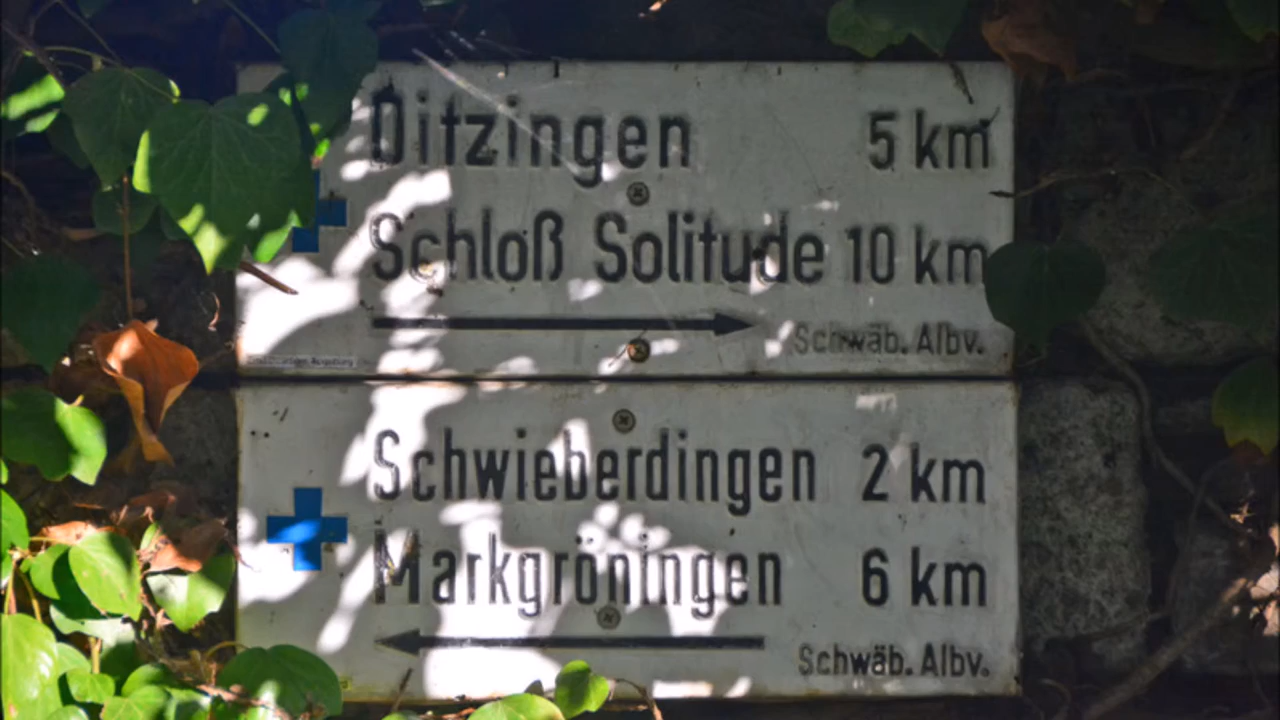 Ditzingen 5 km
Schloß Solitude 10 km
Schwäb. Albv.
Schwieberdingen 2 km
Markgröningen 6 km
Schwäb. Albv.